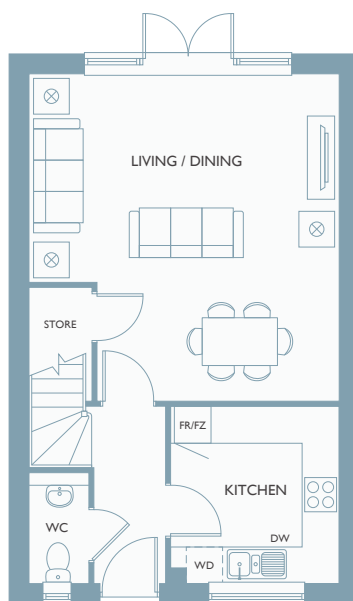 LIVING / DINING
STORE
FR/FZ
KITCHEN
WC
DW
WD